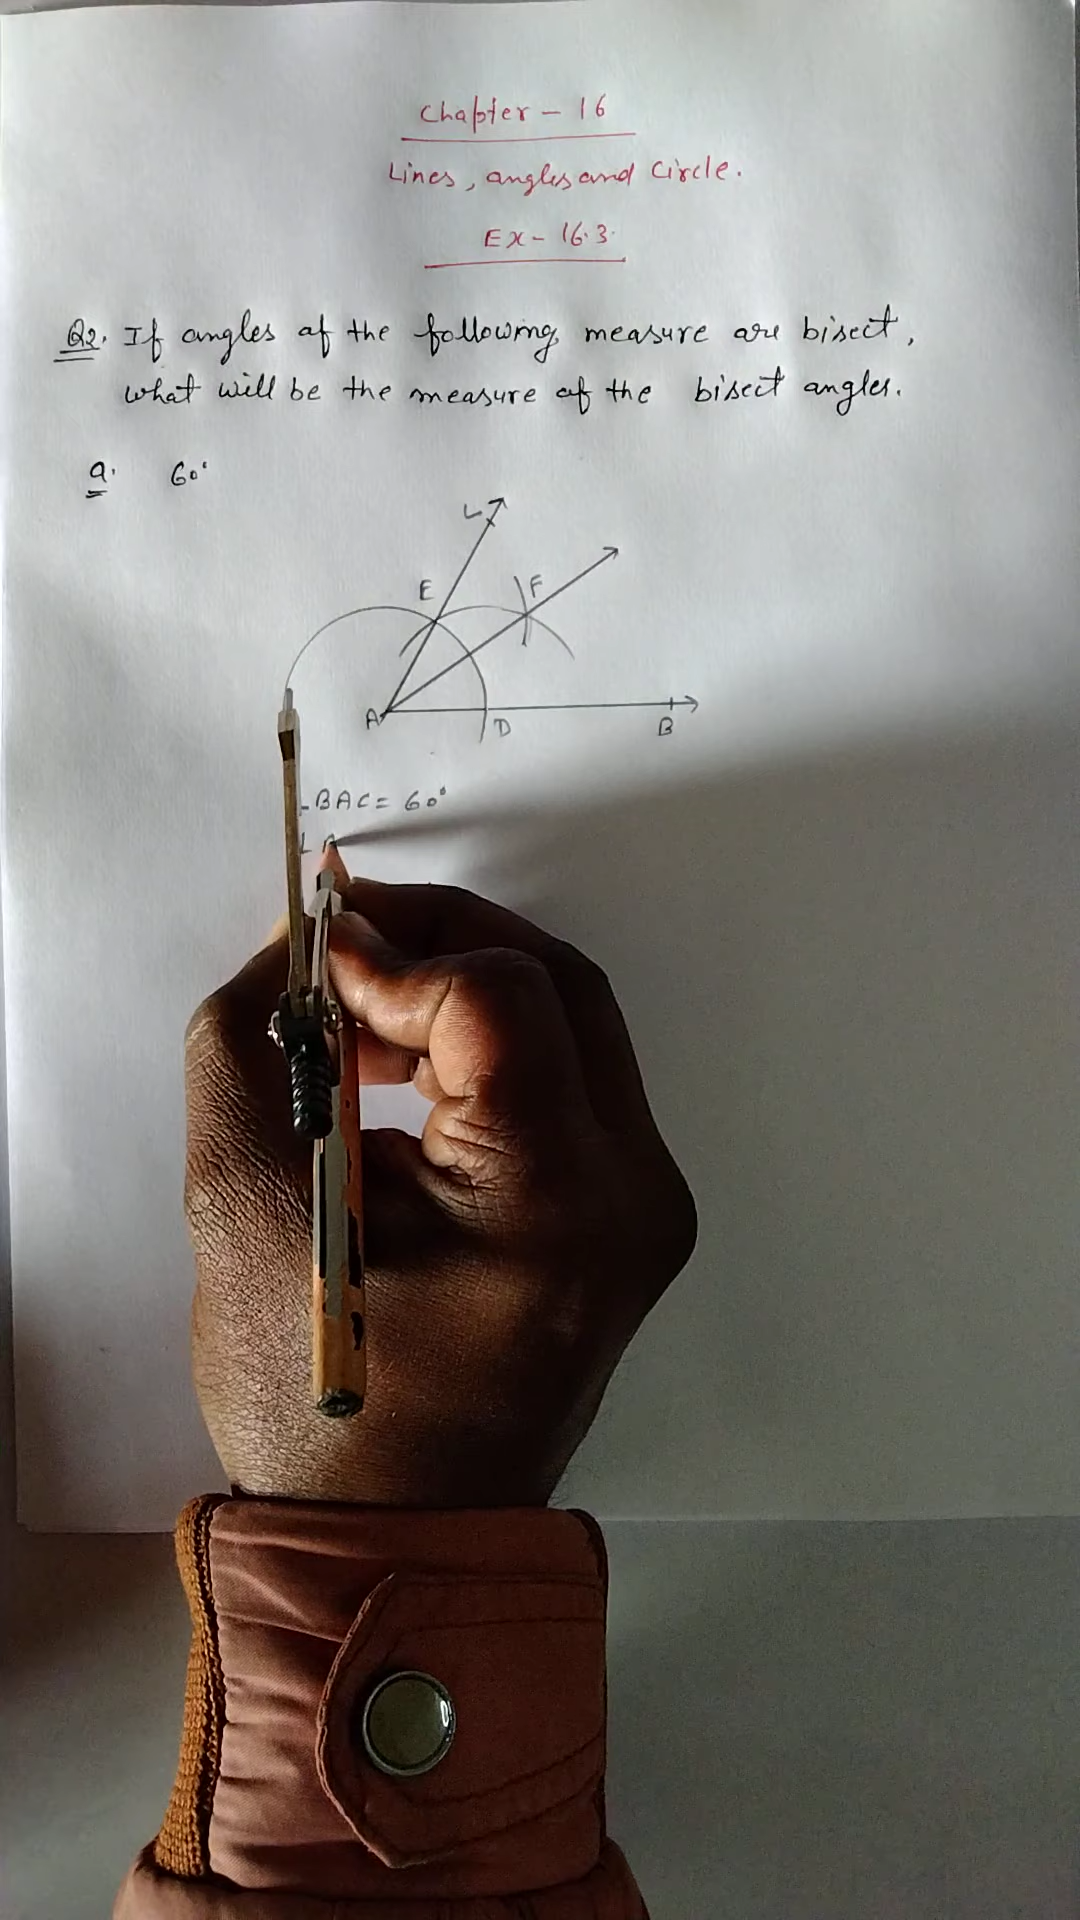 Chapter - 16
Lines, angles and Circle.
Ex - 16.3.
Q2. If angles of the following measure are bisect,
what will be the measure of the bisect angles.
a. 60°
L
E F
A D B
∠BAC = 60°
∠